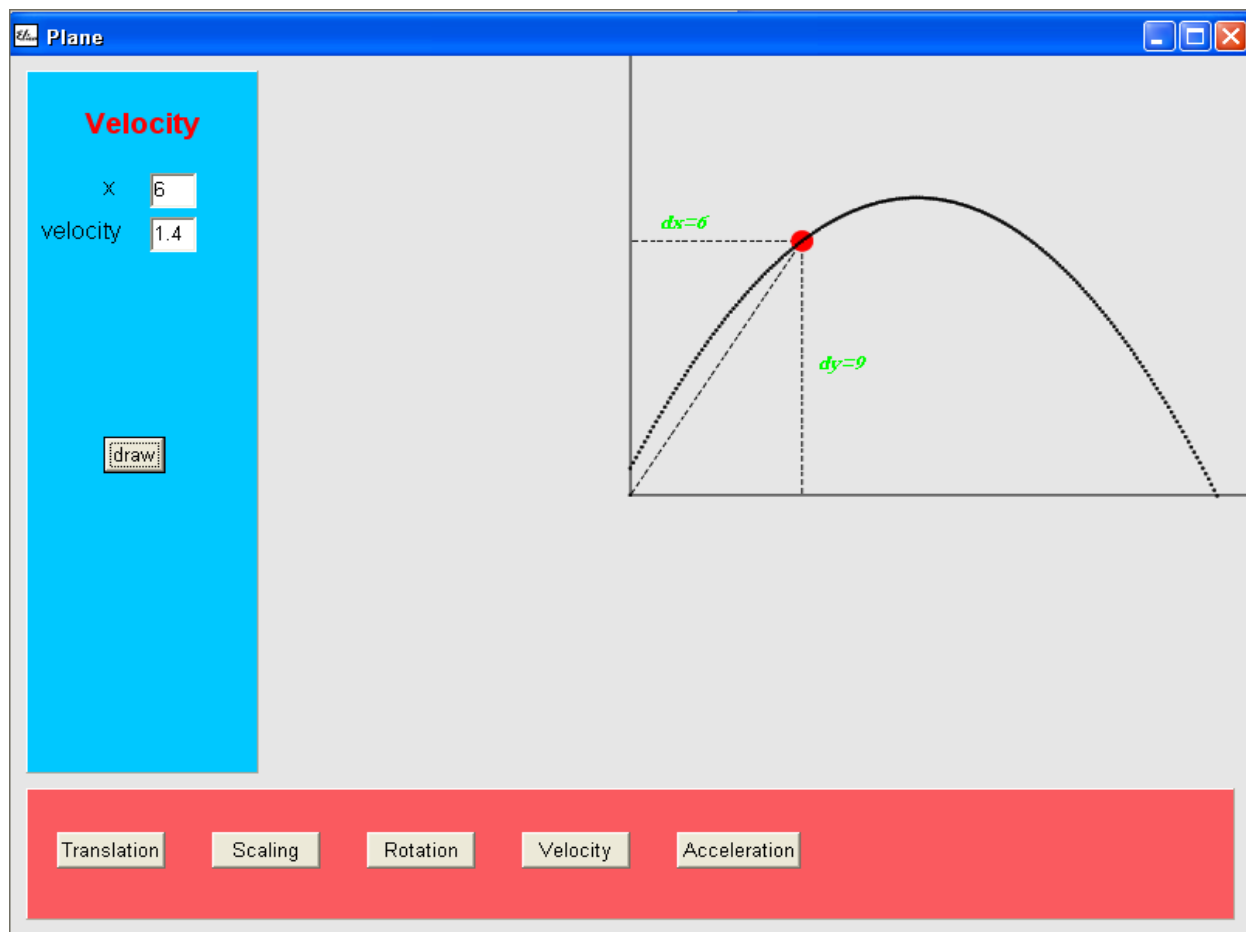 Plane
Velocity
x 6
velocity 1.4
draw
dx=6
dy=9
Translation Scaling Rotation Velocity Acceleration